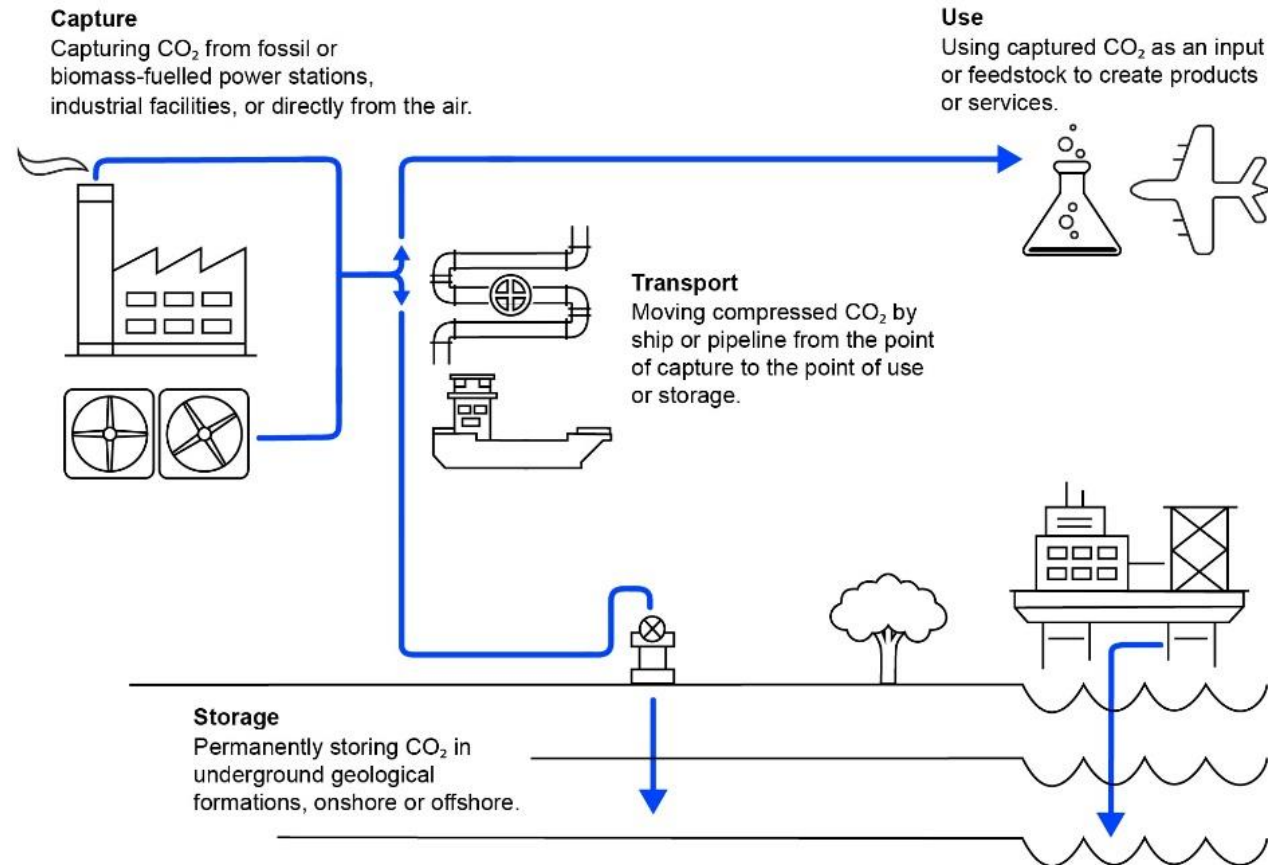 Capture
Capturing CO₂ from fossil or
biomass-fuelled power stations,
industrial facilities, or directly from the air.
Use
Using captured CO₂ as an input
or feedstock to create products
or services.
Transport
Moving compressed CO₂ by
ship or pipeline from the point
of capture to the point of use
or storage.
Storage
Permanently storing CO₂ in
underground geological
formations, onshore or offshore.